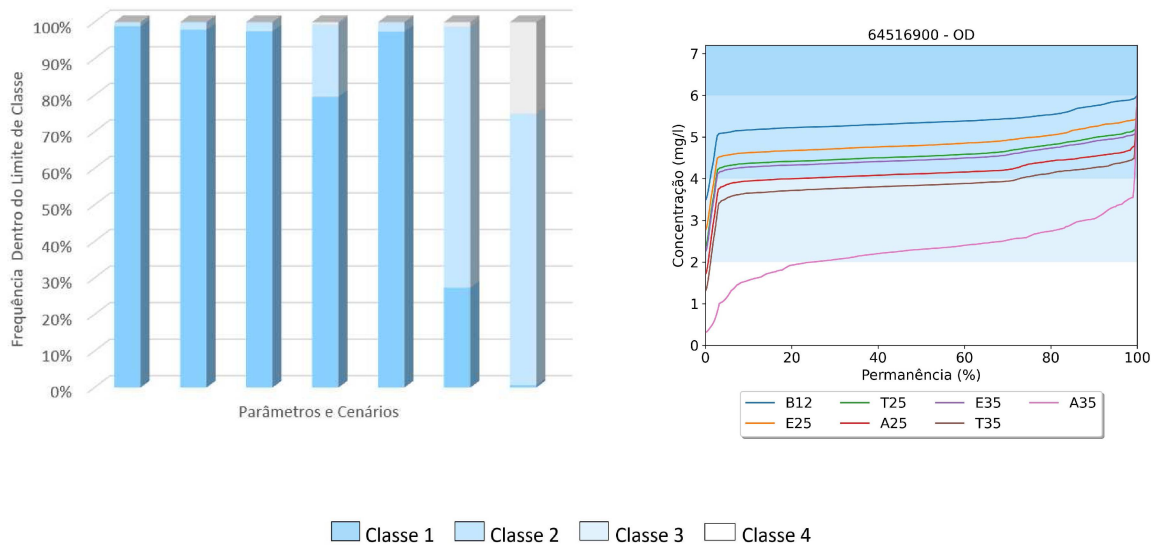 100%
90%
80%
70%
60%
50%
40%
30%
20%
10%
0%
Frequência Dentro do Limite de Classe
Parâmetros e Cenários
64516900 - OD
7
6
5
4
3
2
1
0
Concentração (mg/l)
0 20 40 60 80 100
Permanência (%)
B12 T25 E35 A35
E25 A25 T35
Classe 1 Classe 2 Classe 3 Classe 4